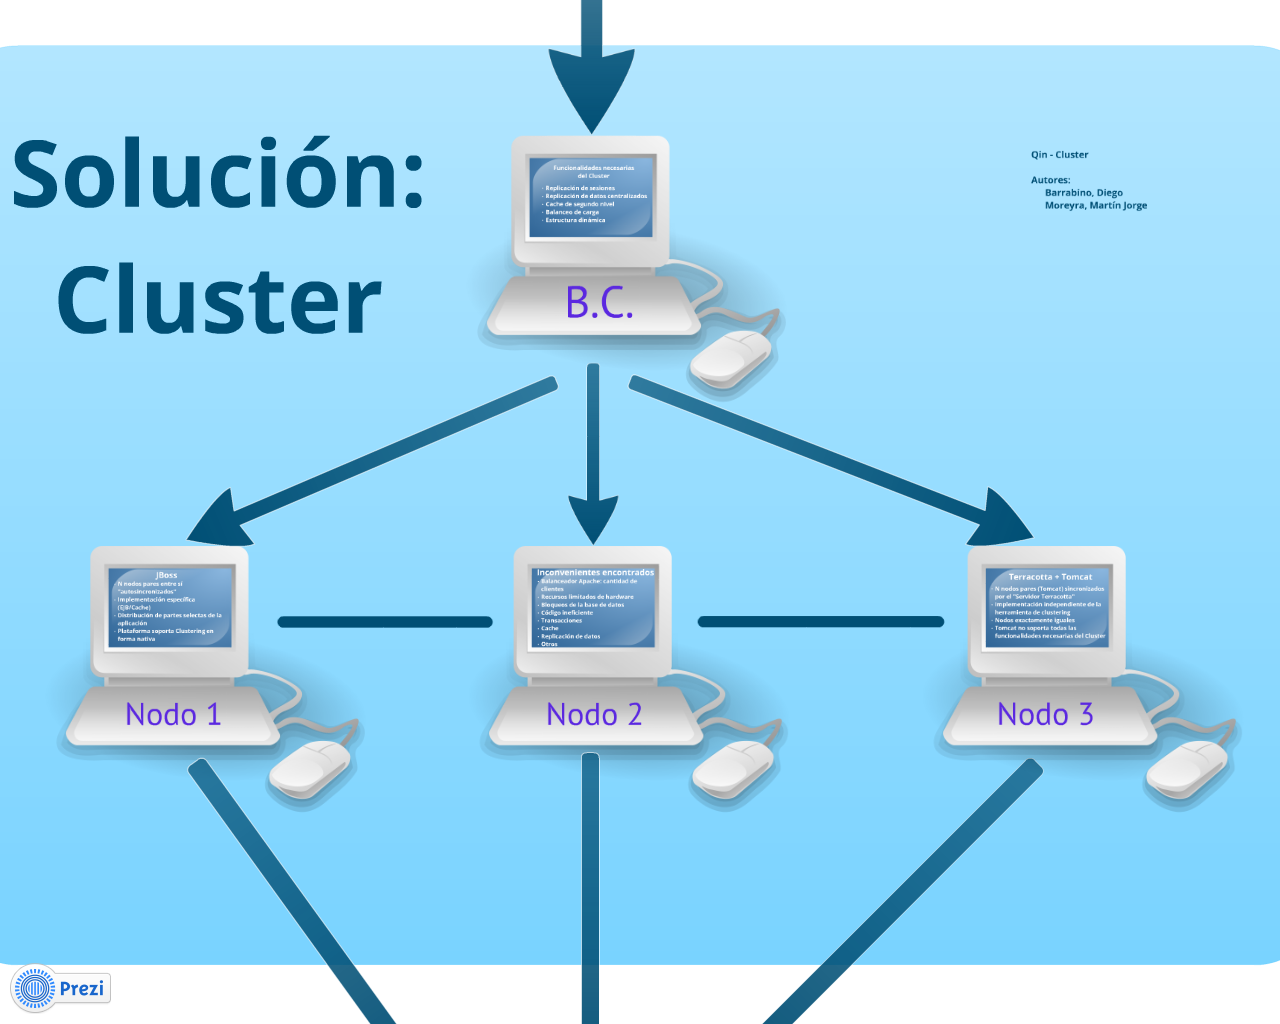 Solución:
Cluster
Qin - Cluster
Autores:
Barrabino, Diego
Moreyra, Martín Jorge
Funcionalidades necesarias
del Cluster
- Replicación de sesiones
- Replicación de datos centralizados
- Cache de segundo nivel
- Balanceo de carga
- Estructura dinámica
B.C.
JBoss
- N nodos pares entre sí
"autosincronizados"
- Implementación específica
(EJB/Cache)
- Distribución de partes selectas de la
aplicación
- Plataforma soporta Clustering en
forma nativa
Nodo 1
Inconvenientes encontrados
- Balanceador Apache: cantidad de
clientes
- Recursos limitados de hardware
- Bloqueos de la base de datos
- Código ineficiente
- Transacciones
- Cache
- Replicación de datos
- Otros
Nodo 2
Terracotta + Tomcat
- N nodos pares (Tomcat) sincronizados
por el "Servidor Terracotta"
- Implementación independiente de la
herramienta de clustering
- Nodos exactamente iguales
- Tomcat no soporta todas las
funcionalidades necesarias del Cluster
Nodo 3
Prezi